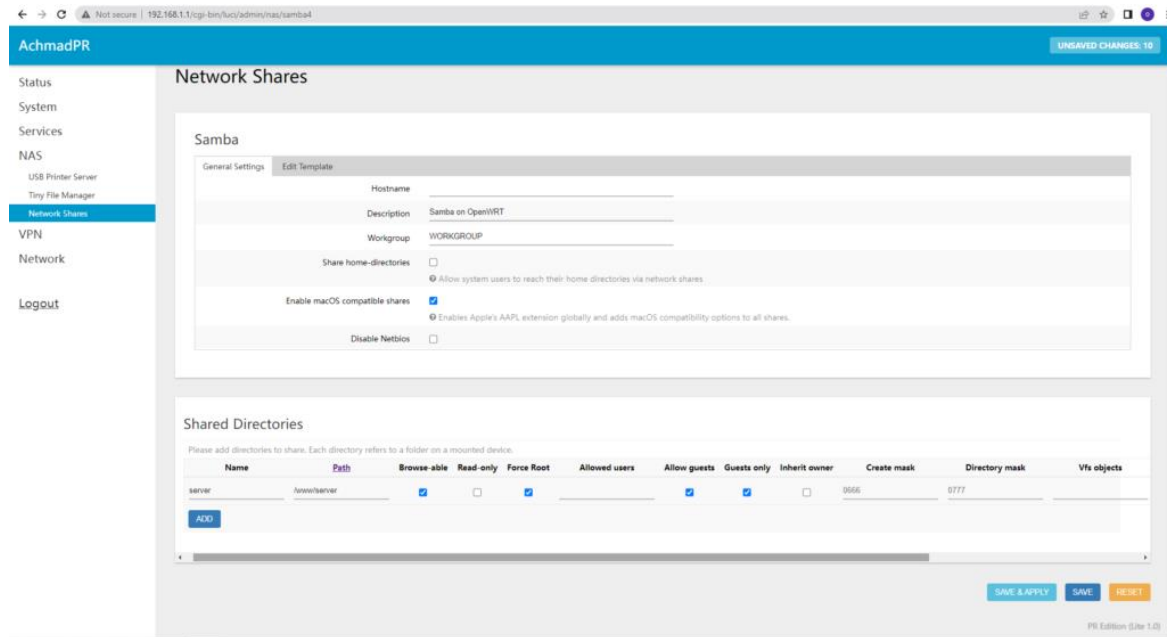 Not secure | 192.168.1.1/cgi-bin/luci/admin/nas/samba4
AchmadPR
UNSAVED CHANGES: 10
Status
System
Services
NAS
USB Printer Server
Tiny File Manager
Network Shares
VPN
Network
Logout
Network Shares
Samba
General Settings Edit Template
Hostname
Description Samba on OpenWRT
Workgroup WORKGROUP
Share home-directories
Allow system users to reach their home directories via network shares
Enable macOS compatible shares
Enables Apple's AAPL extension globally and adds macOS compatibility options to all shares.
Disable Netbios
Shared Directories
Please add directories to share. Each directory refers to a folder on a mounted device.
Name Path Browse-able Read-only Force Root Allowed users Allow guests Guests only Inherit owner Create mask Directory mask Vfs objects
server /www/server 0666 0777
ADD
SAVE & APPLY SAVE RESET
PR Edition (Lite 1.0)